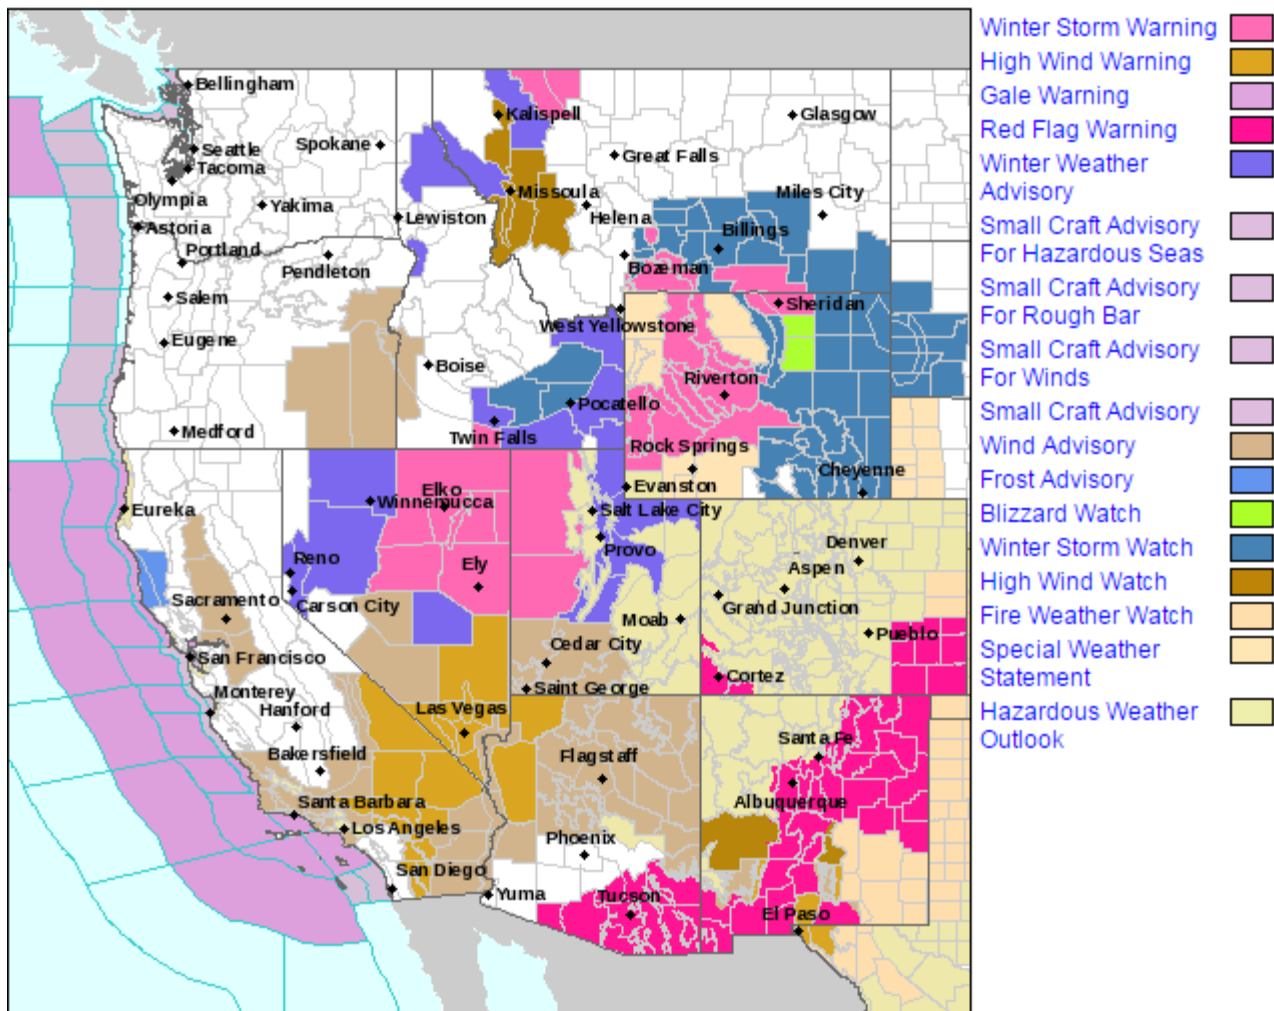 Bellingham
Seattle
Tacoma
Olympia
Spokane
Yakima
Astoria
Portland
Pendleton
Salem
Eugene
Medford
Lewiston
Kalispell
Missoula
Helena
Great Falls
Glasgow
Miles City
Billings
Bozeman
West Yellowstone
Sheridan
Boise
Pocatello
Twin Falls
Riverton
Rock Springs
Evanston
Cheyenne
Eureka
Winnemucca
Elko
Reno
Ely
Carson City
Salt Lake City
Provo
Moab
Cedar City
Saint George
Denver
Aspen
Grand Junction
Pueblo
Cortez
Sacramento
San Francisco
Monterey
Hanford
Bakersfield
Las Vegas
Santa Barbara
Los Angeles
San Diego
Flagstaff
Phoenix
Yuma
Tucson
Santa Fe
Albuquerque
El Paso
Winter Storm Warning
High Wind Warning
Gale Warning
Red Flag Warning
Winter Weather
Advisory
Small Craft Advisory
For Hazardous Seas
Small Craft Advisory
For Rough Bar
Small Craft Advisory
For Winds
Small Craft Advisory
Wind Advisory
Frost Advisory
Blizzard Watch
Winter Storm Watch
High Wind Watch
Fire Weather Watch
Special Weather
Statement
Hazardous Weather
Outlook